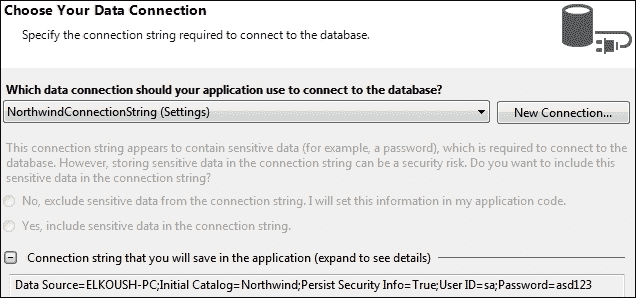 Choose Your Data Connection
Specify the connection string required to connect to the database.
Which data connection should your application use to connect to the database?
NorthwindConnectionString (Settings)
New Connection...
This connection string appears to contain sensitive data (for example, a password), which is required to connect to the
database. However, storing sensitive data in the connection string can be a security risk. Do you want to include this
sensitive data in the connection string?
No, exclude sensitive data from the connection string. I will set this information in my application code.
Yes, include sensitive data in the connection string.
Connection string that you will save in the application (expand to see details)
Data Source=ELKOUSH-PC;Initial Catalog=Northwind;Persist Security Info=True;User ID=sa;Password=asd123